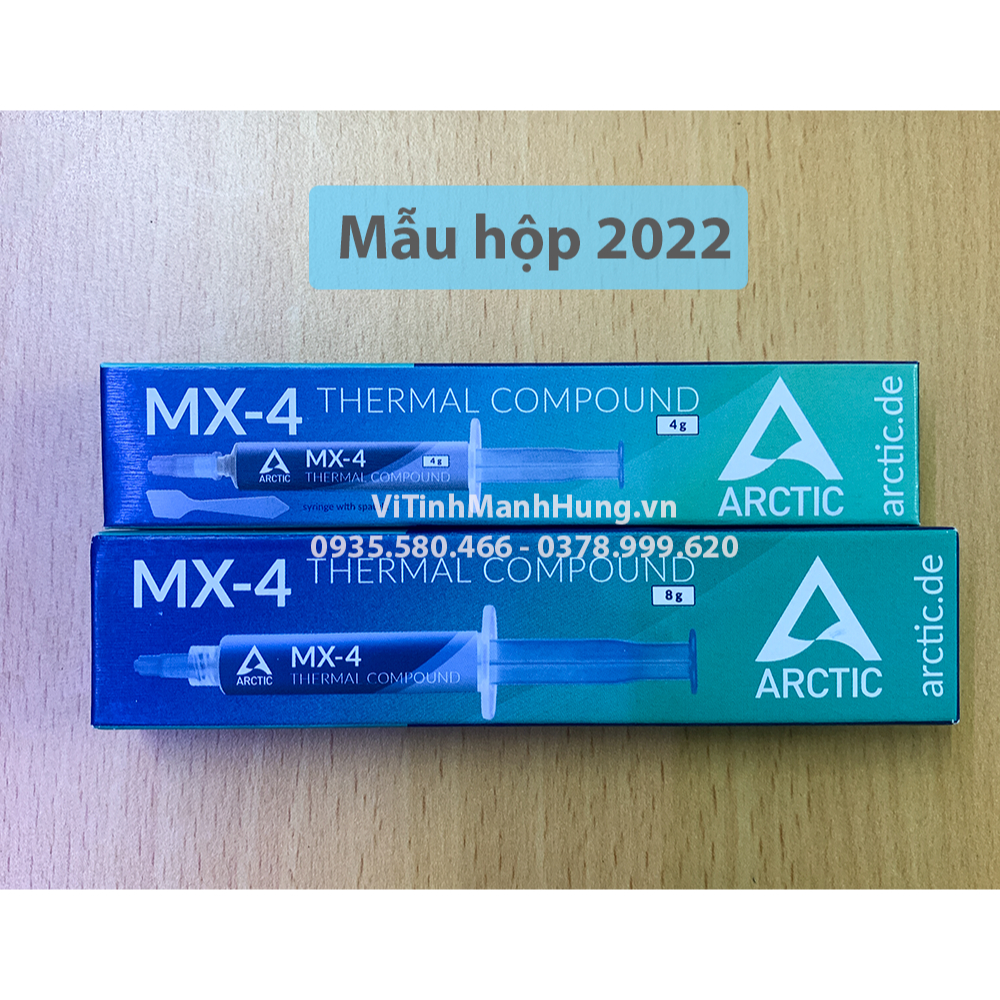 Mẫu hộp 2022
MX-4 THERMAL COMPOUND
4g
ARCTIC
MX-4
4g
THERMAL COMPOUND
syringe with
ARCTIC
arctic.de
ViTinhManhHung.vn
0935.580.466 - 0378.999.620
MX-4 THERMAL COMPOUND
8g
ARCTIC
MX-4
THERMAL COMPOUND
ARCTIC
arctic.de